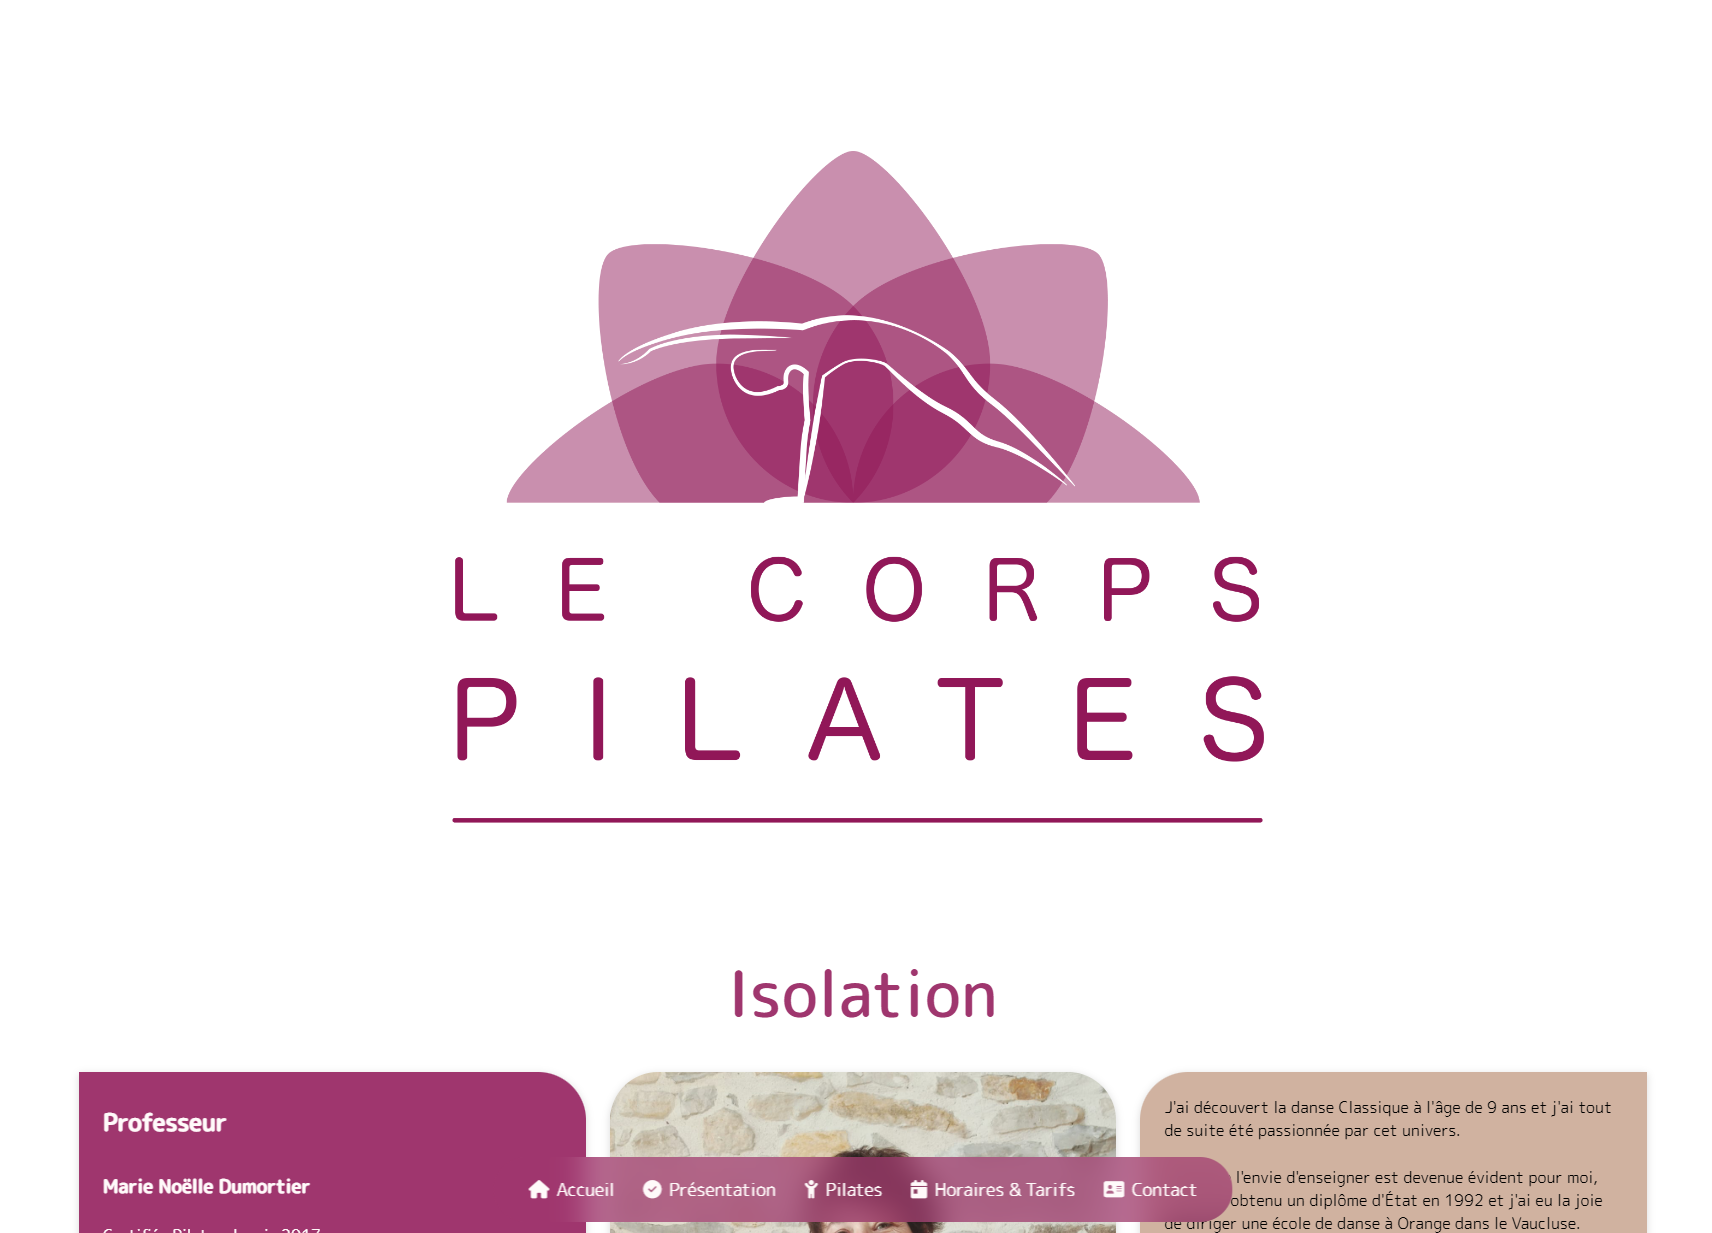 LE CORPS
PILATES
Isolation
Professeur
Marie Noëlle Dumortier
J'ai découvert la danse Classique à l'âge de 9 ans et j'ai tout
de suite été passionnée par cet univers.
l'envie d'enseigner est devenue évident pour moi,
obtenu un diplôme d'État en 1992 et j'ai eu la joie
de diriger une école de danse à Orange dans le Vaucluse.
Accueil
Présentation
Pilates
Horaires & Tarifs
Contact